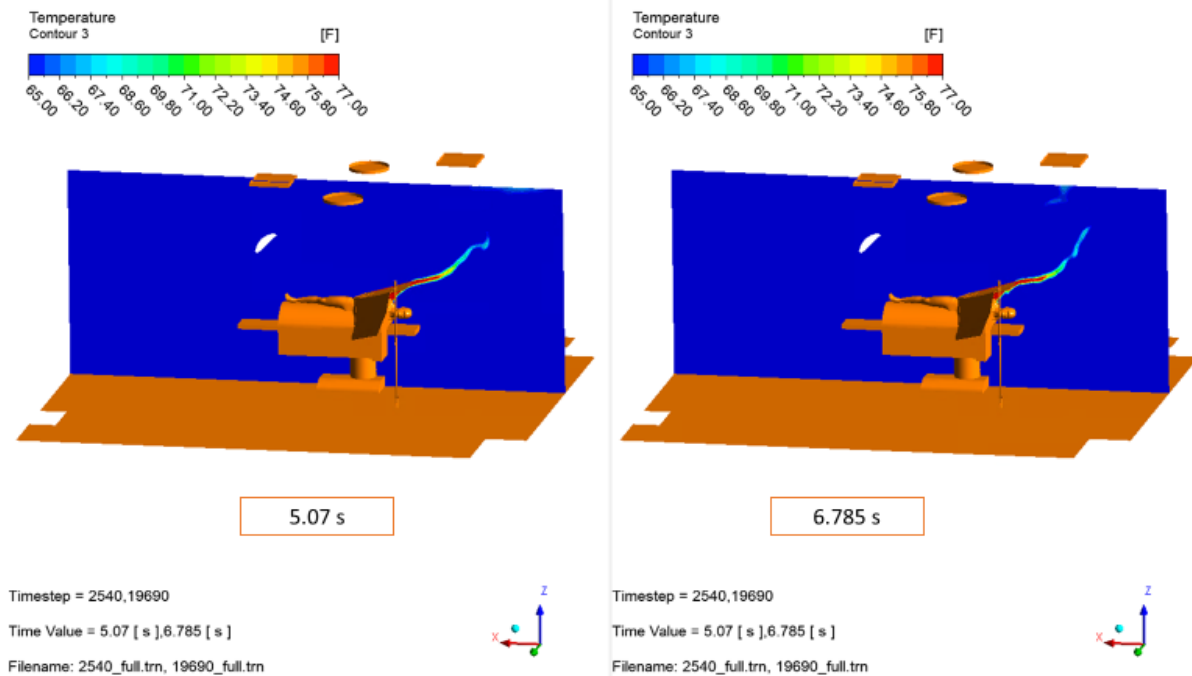 Temperature
Contour 3
[F]
65.00 66.20 67.40 68.60 69.80 71.00 72.20 73.40 74.60 75.80 77.00
5.07 s
Timestep = 2540,19690
Time Value = 5.07 [ s ],6.785 [ s ]
Filename: 2540_full.trn, 19690_full.trn
Z
X
Temperature
Contour 3
[F]
65.00 66.20 67.40 68.60 69.80 71.00 72.20 73.40 74.60 75.80 77.00
6.785 s
Timestep = 2540,19690
Time Value = 5.07 [ s ],6.785 [ s ]
Filename: 2540_full.trn, 19690_full.trn
Z
X